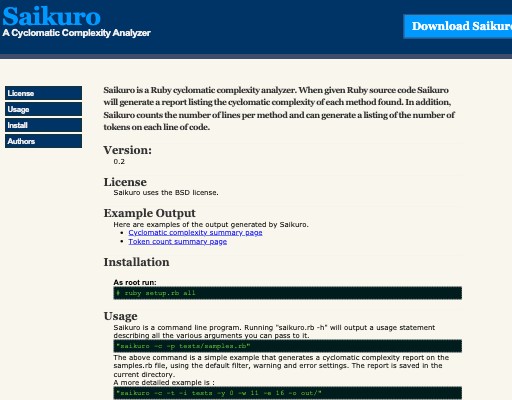 Saikuro
A Cyclomatic Complexity Analyzer
Download Saikuro
License
Usage
Install
Authors
Saikuro is a Ruby cyclomatic complexity analyzer. When given Ruby source code Saikuro
will generate a report listing the cyclomatic complexity of each method found. In addition,
Saikuro counts the number of lines per method and can generate a listing of the number of
tokens on each line of code.
Version:
0.2
License
Saikuro uses the BSD license.
Example Output
Here are examples of the output generated by Saikuro.
• Cyclomatic complexity summary page
• Token count summary page
Installation
As root run:
# ruby setup.rb all
Usage
Saikuro is a command line program. Running "saikuro.rb -h" will output a usage statement
describing all the various arguments you can pass to it.
"saikuro -c -p tests/samples.rb"
The above command is a simple example that generates a cyclomatic complexity report on the
samples.rb file, using the default filter, warning and error settings. The report is saved in the
current directory.
A more detailed example is :
"saikuro -c -t -i tests -y 0 -w 11 -e 16 -o out/"